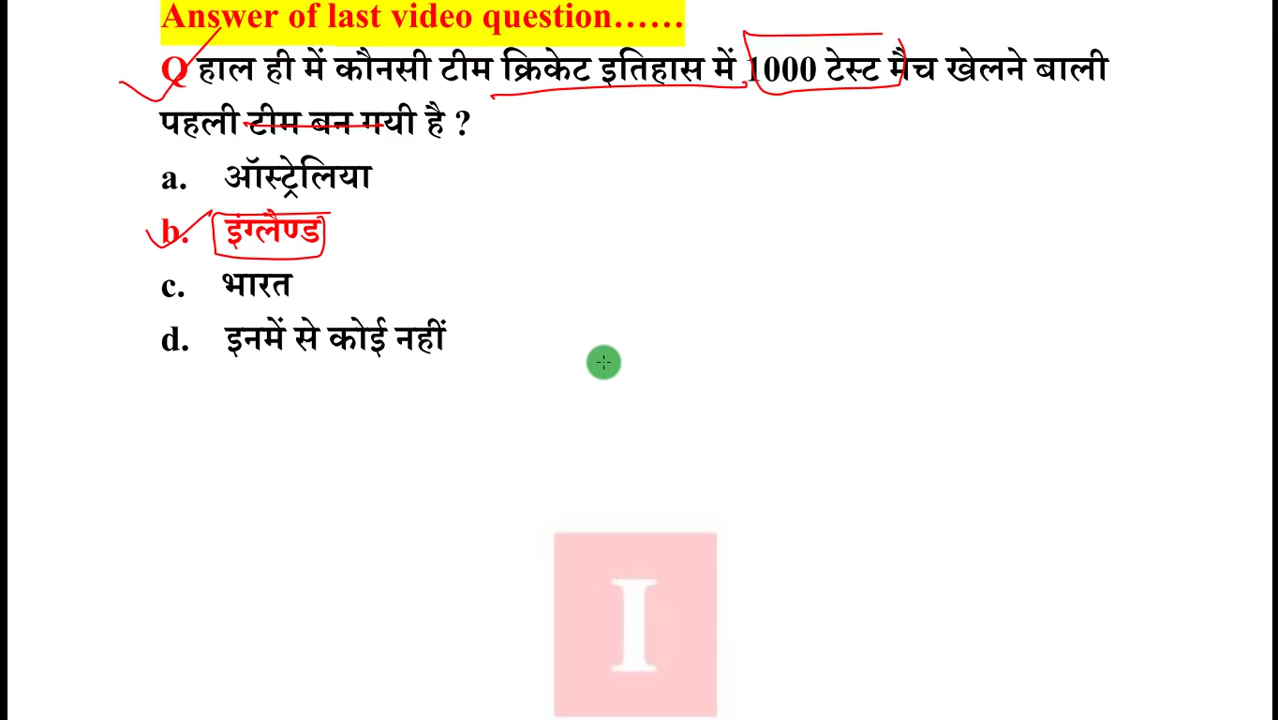 Answer of last video question……
Q हाल ही में कौनसी टीम क्रिकेट इतिहास में 1000 टेस्ट मैच खेलने बाली
पहली टीम बन गयी है ?
a. ऑस्ट्रेलिया
b. इंग्लैण्ड
c. भारत
d. इनमें से कोई नहीं
I